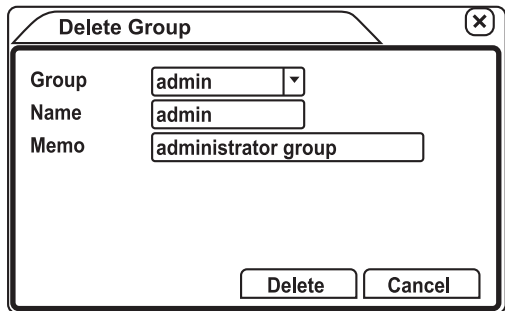 Delete Group
Group admin
Name admin
Memo administrator group
Delete Cancel